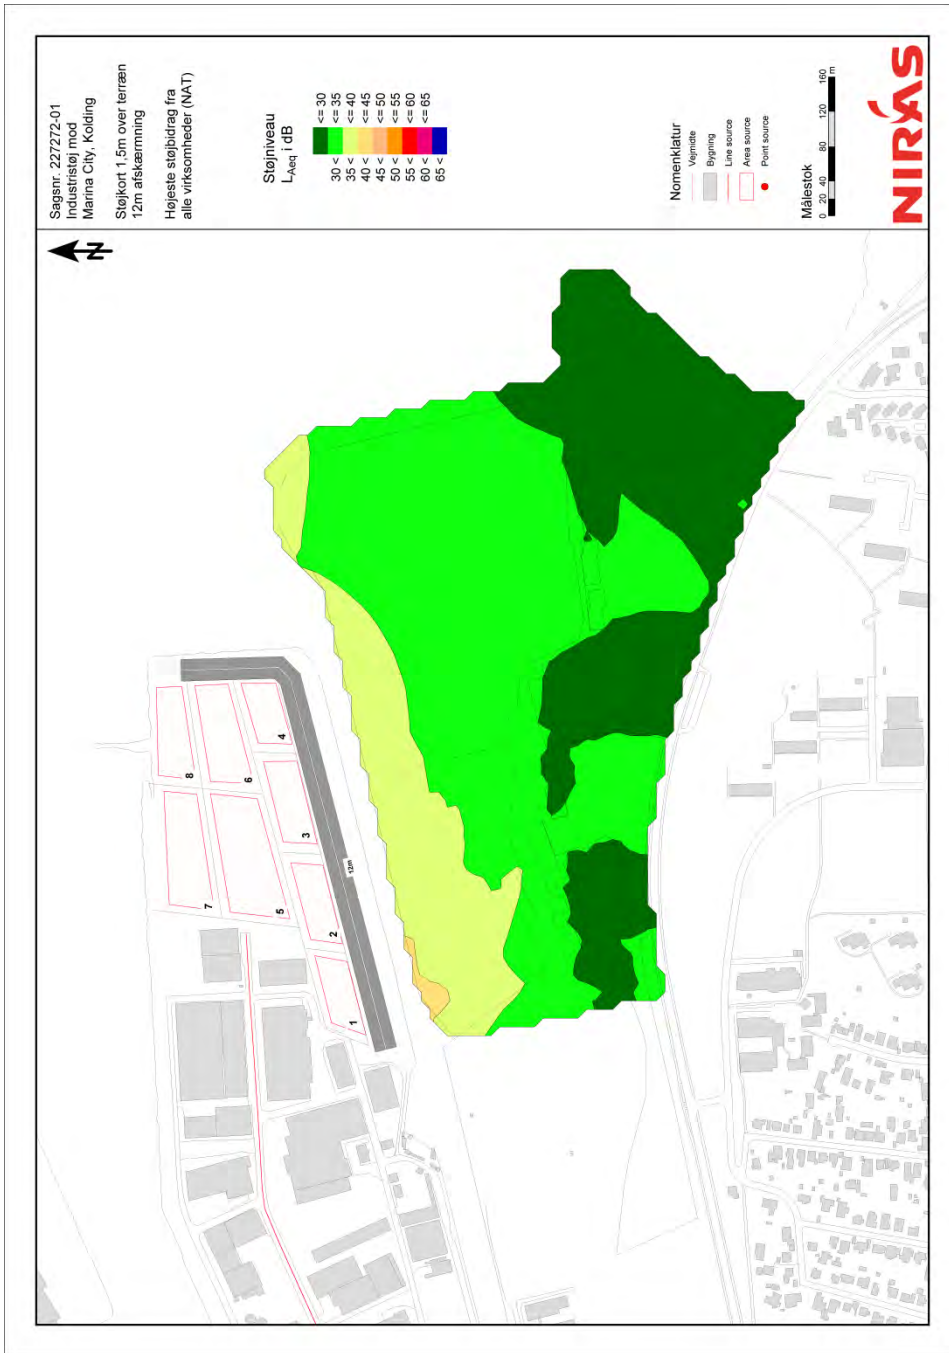 Sagsnr. 227272-01
Industristøj mod
Marina City, Kolding
Støjkort 1,5m over terræn
12m afskærmning
Højeste støjbidrag fra
alle virksomheder (NAT)
Støjniveau
LAeq i dB
<= 30
30 < <= 35
35 < <= 40
40 < <= 45
45 < <= 50
50 < <= 55
55 < <= 60
60 < <= 65
65 <
Nomenklatur
Vejmidte
Bygning
Line source
Area source
Point source
Målestok
0 20 40 80 120 160
m
NIRAS
N
8
6
4
7
5
3
2
1
12m